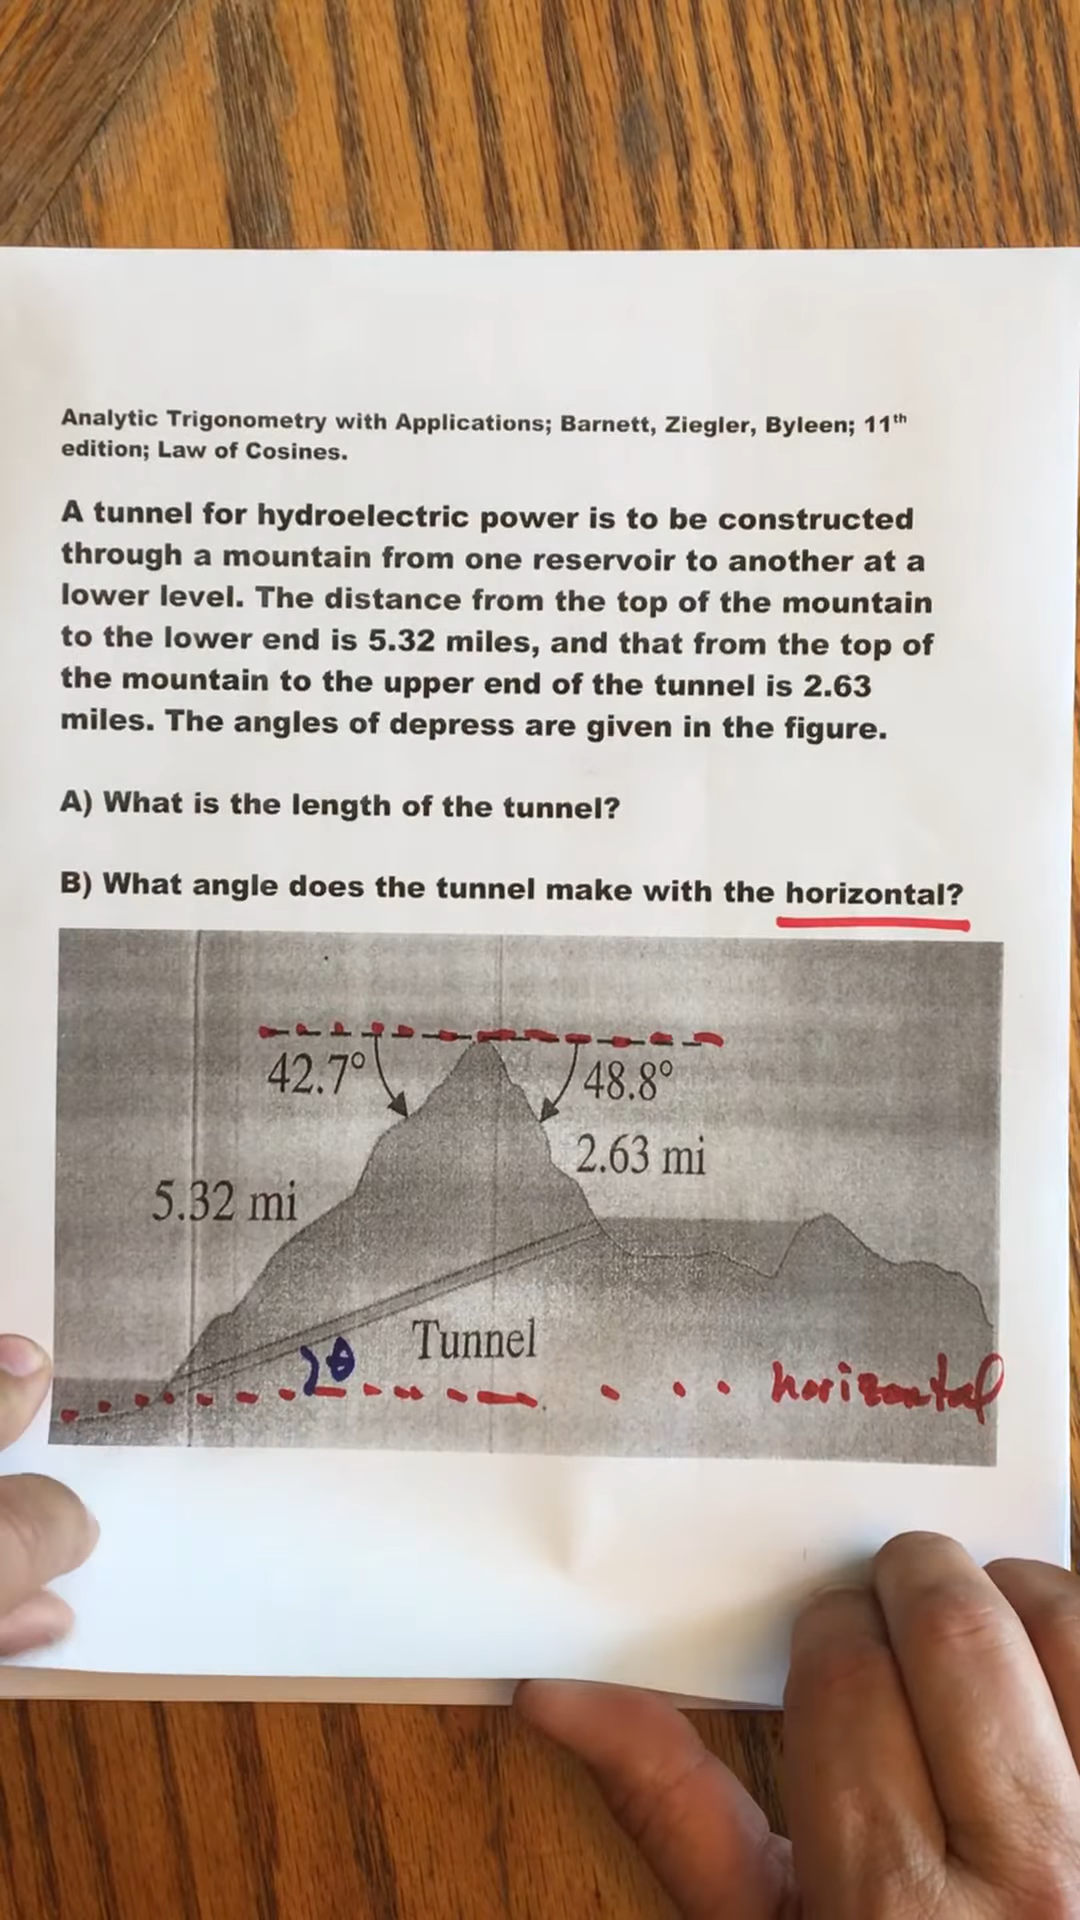 Analytic Trigonometry with Applications; Barnett, Ziegler, Byleen; 11th
edition; Law of Cosines.
A tunnel for hydroelectric power is to be constructed
through a mountain from one reservoir to another at a
lower level. The distance from the top of the mountain
to the lower end is 5.32 miles, and that from the top of
the mountain to the upper end of the tunnel is 2.63
miles. The angles of depress are given in the figure.
A) What is the length of the tunnel?
B) What angle does the tunnel make with the horizontal?
42.7° 48.8°
2.63 mi
5.32 mi
Tunnel
θ
horizontal